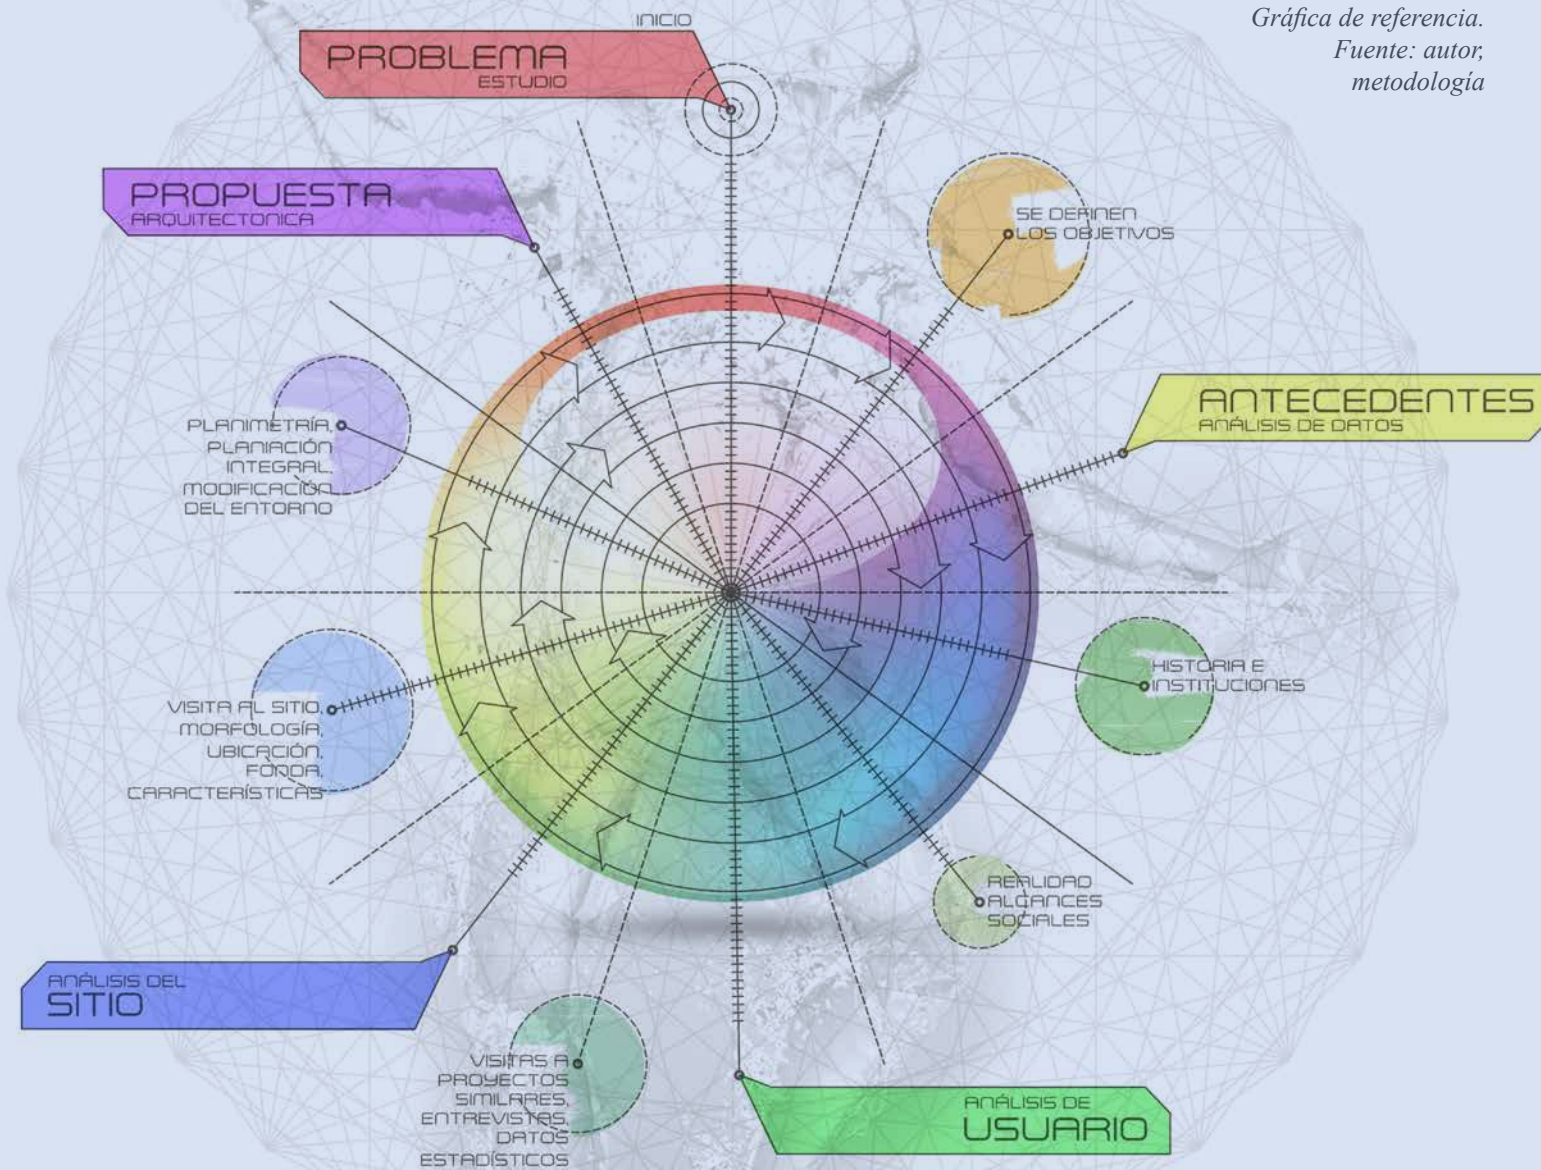 Gráfica de referencia.
Fuente: autor,
metodología
INICIO
PROBLEMA
ESTUDIO
PROPUESTA
ARQUITECTONICA
SE DEFINEN
LOS OBJETIVOS
ANTECEDENTES
ANÁLISIS DE DATOS
PLANIMETRÍA,
PLANIACIÓN
INTEGRAL,
MODIFICACIÓN
DEL ENTORNO
HISTORIA E
INSTITUCIONES
VISITA AL SITIO,
MORFOLOGÍA,
UBICACIÓN,
FODDA,
CARACTERÍSTICAS
REALIDAD
ALCANCES
SOCIALES
ANÁLISIS DEL
SITIO
VISITAS A
PROYECTOS
SIMILARES,
ENTREVISTAS,
DATOS
ESTADÍSTICOS
ANÁLISIS DE
USUARIO